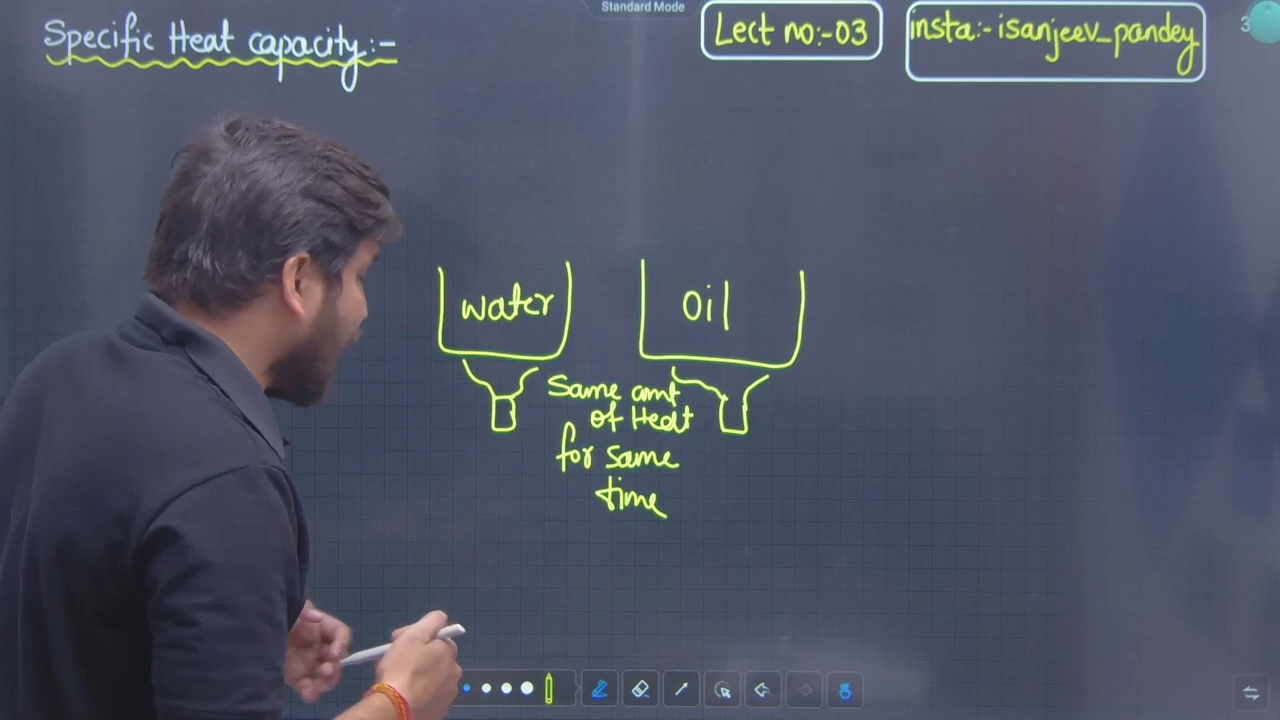 Standard Mode
Specific Heat capacity:-
Lect no:-03
insta:-isanjeev_pandey
3
water
oil
Same amt
of Heat
for same
time